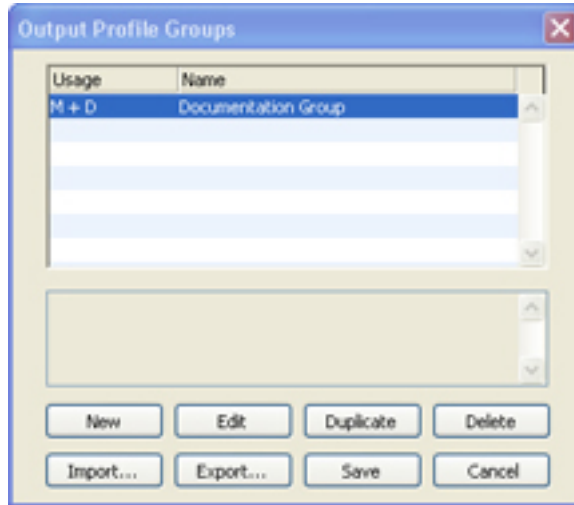 Output Profile Groups
Usage Name
M + D Documentation Group
New Edit Duplicate Delete
Import... Export... Save Cancel